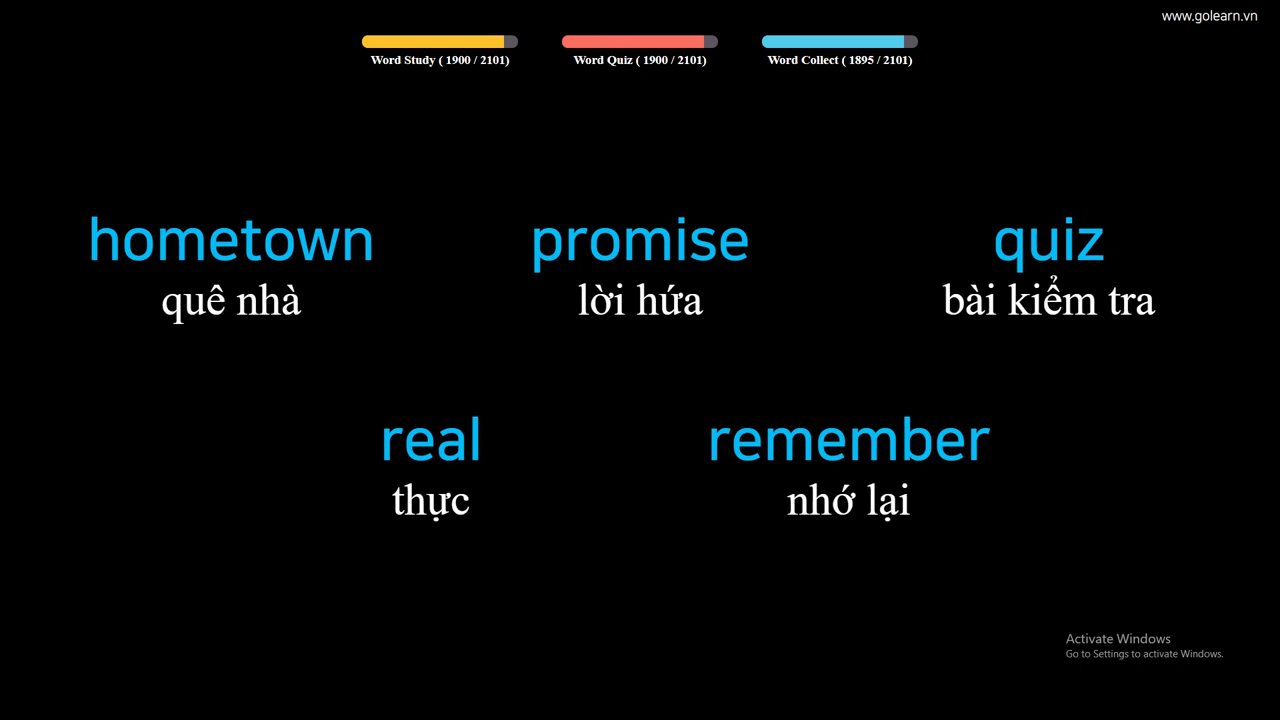 www.golearn.vn
Word Study ( 1900 / 2101)
Word Quiz ( 1900 / 2101)
Word Collect ( 1895 / 2101)
hometown
quê nhà
promise
lời hứa
quiz
bài kiểm tra
real
thực
remember
nhớ lại
Activate Windows
Go to Settings to activate Windows.